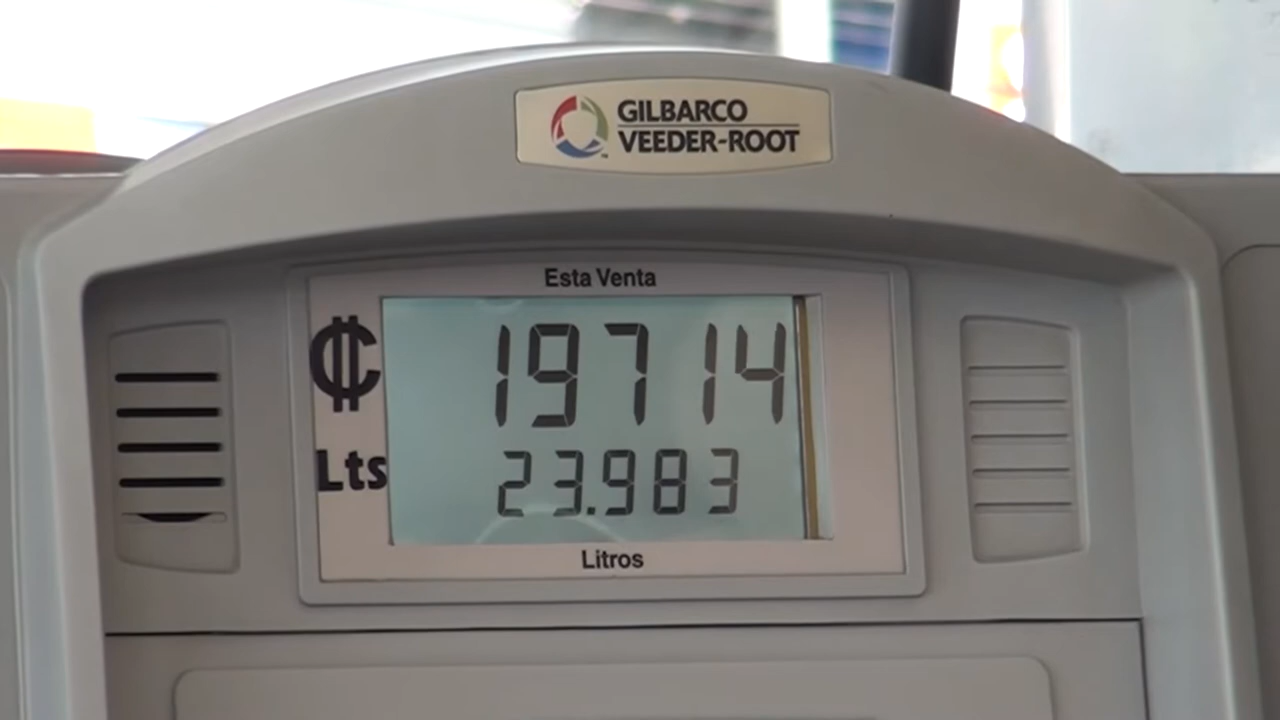 GILBARCO
VEEDER-ROOT
Esta Venta
₡ 19714
Lts 23.983
Litros